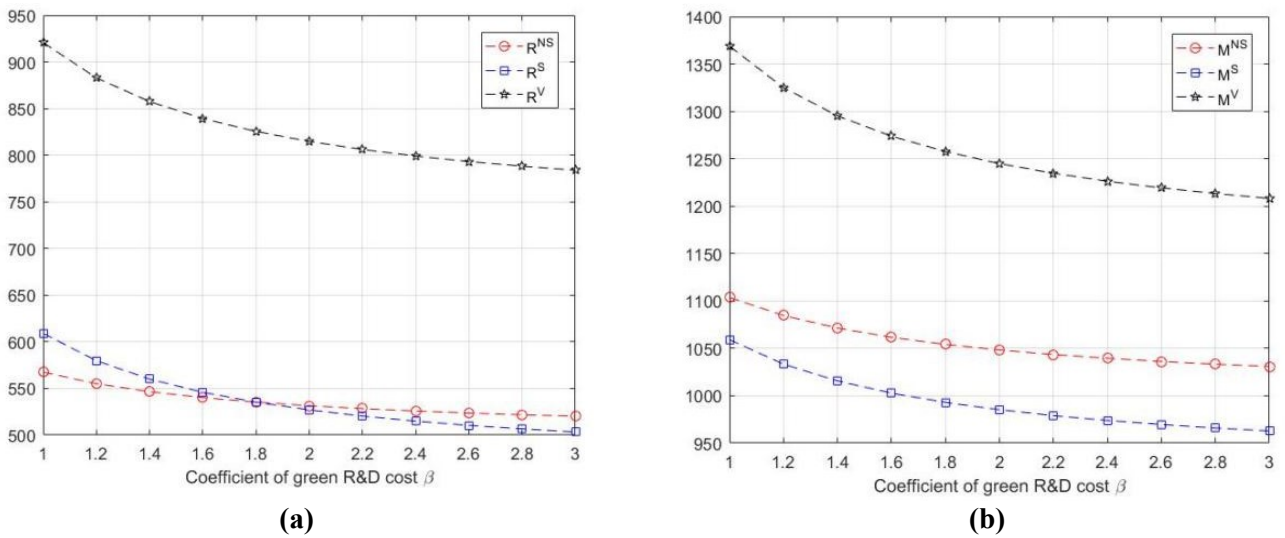 950
900
850
800
750
700
650
600
550
500
1 1.2 1.4 1.6 1.8 2 2.2 2.4 2.6 2.8 3
Coefficient of green R&D cost β
R^NS
R^S
R^V
(a)
1400
1350
1300
1250
1200
1150
1100
1050
1000
950
1 1.2 1.4 1.6 1.8 2 2.2 2.4 2.6 2.8 3
Coefficient of green R&D cost β
M^NS
M^S
M^V
(b)